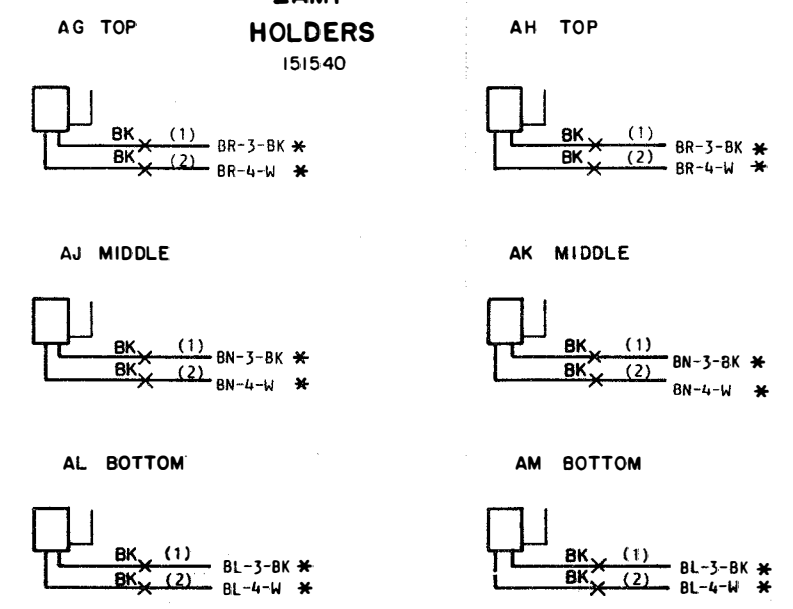 HOLDERS
151540
AG TOP
BK (1) BR-3-BK *
BK (2) BR-4-W *
AH TOP
BK (1) BR-3-BK *
BK (2) BR-4-W *
AJ MIDDLE
BK (1) BN-3-BK *
BK (2) BN-4-W *
AK MIDDLE
BK (1) BN-3-BK *
BK (2) BN-4-W *
AL BOTTOM
BK (1) BL-3-BK *
BK (2) BL-4-W *
AM BOTTOM
BK (1) BL-3-BK *
BK (2) BL-4-W *